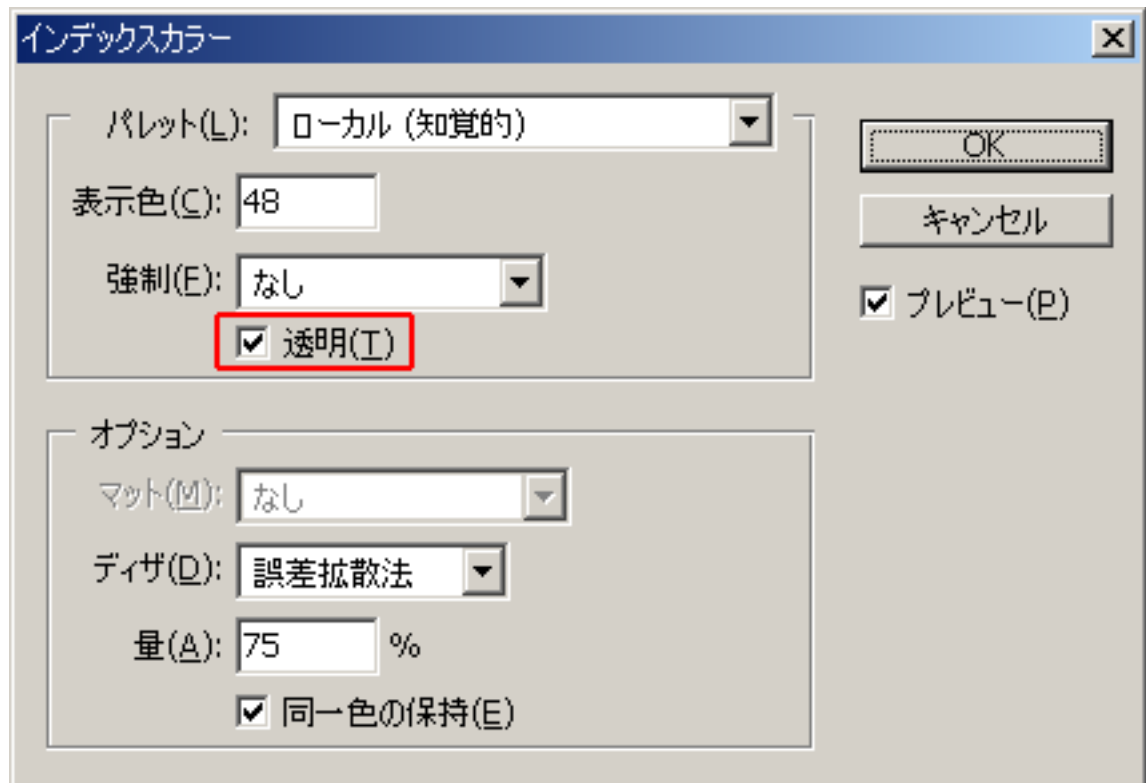 インデックスカラー
パレット(L): ローカル (知覚的)
OK
表示色(C): 48
キャンセル
強制(F): なし
プレビュー(P)
透明(T)
オプション
マット(M): なし
ディザ(D): 誤差拡散法
量(A): 75 %
同一色の保持(E)